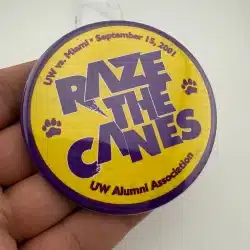 UW vs. Miami • September 15, 2001
RAZE
THE
CANES
UW Alumni Association